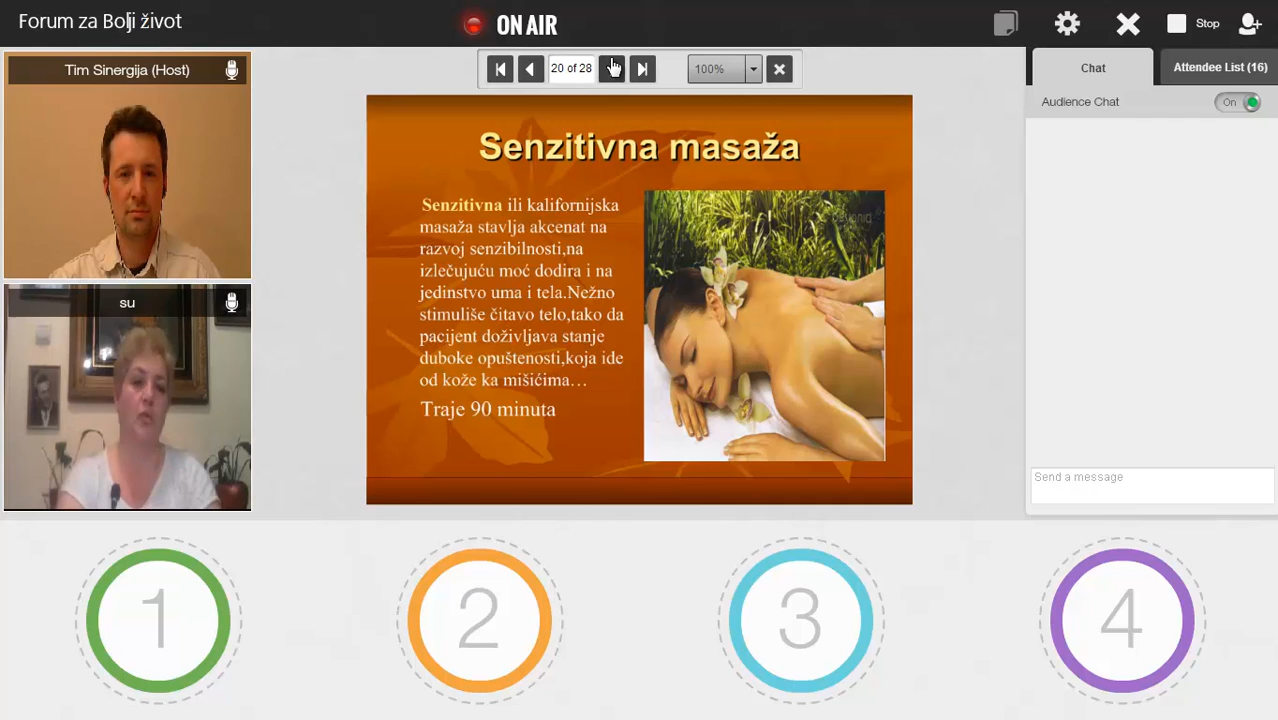 Forum za Bolji život
ON AIR
Stop
Tim Sinergija (Host)
20 of 28
100%
Chat
Attendee List (16)
Audience Chat
On
Senzitivna masaža
Senzitivna ili kalifornijska
masaža stavlja akcenat na
razvoj senzibilnosti,na
izlečujuću moć dodira i na
jedinstvo uma i tela.Nežno
stimuliše čitavo telo,tako da
pacijent doživljava stanje
duboke opuštenosti,koja ide
od kože ka mišićima…
Traje 90 minuta
su
Send a message
1
2
3
4